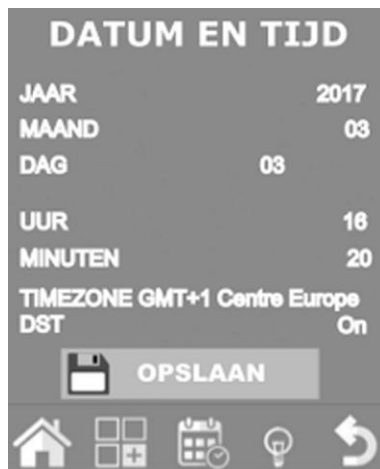 DATUM EN TIJD
JAAR 2017
MAAND 03
DAG 03
UUR 16
MINUTEN 20
TIMEZONE GMT+1 Centre Europe
DST On
OPSLAAN